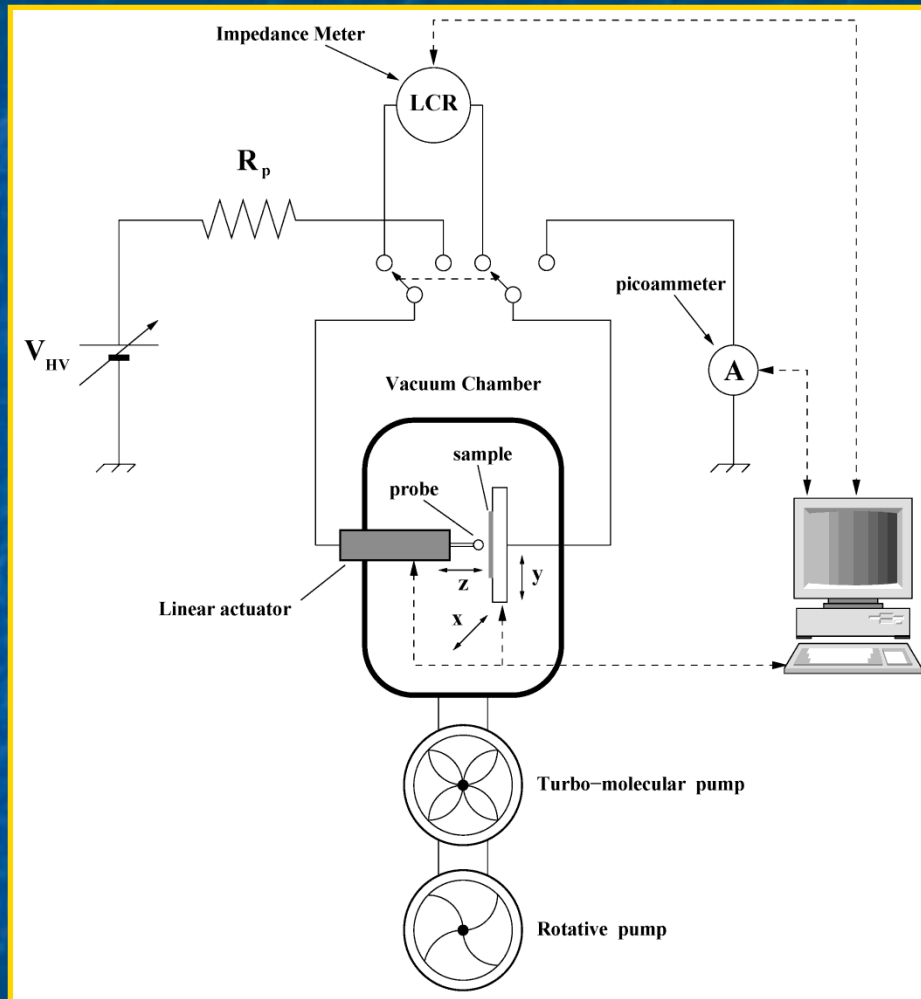 Impedance Meter
LCR
R p
picoammeter
V HV
A
Vacuum Chamber
sample
probe
z
y
Linear actuator
x
Turbo-molecular pump
Rotative pump